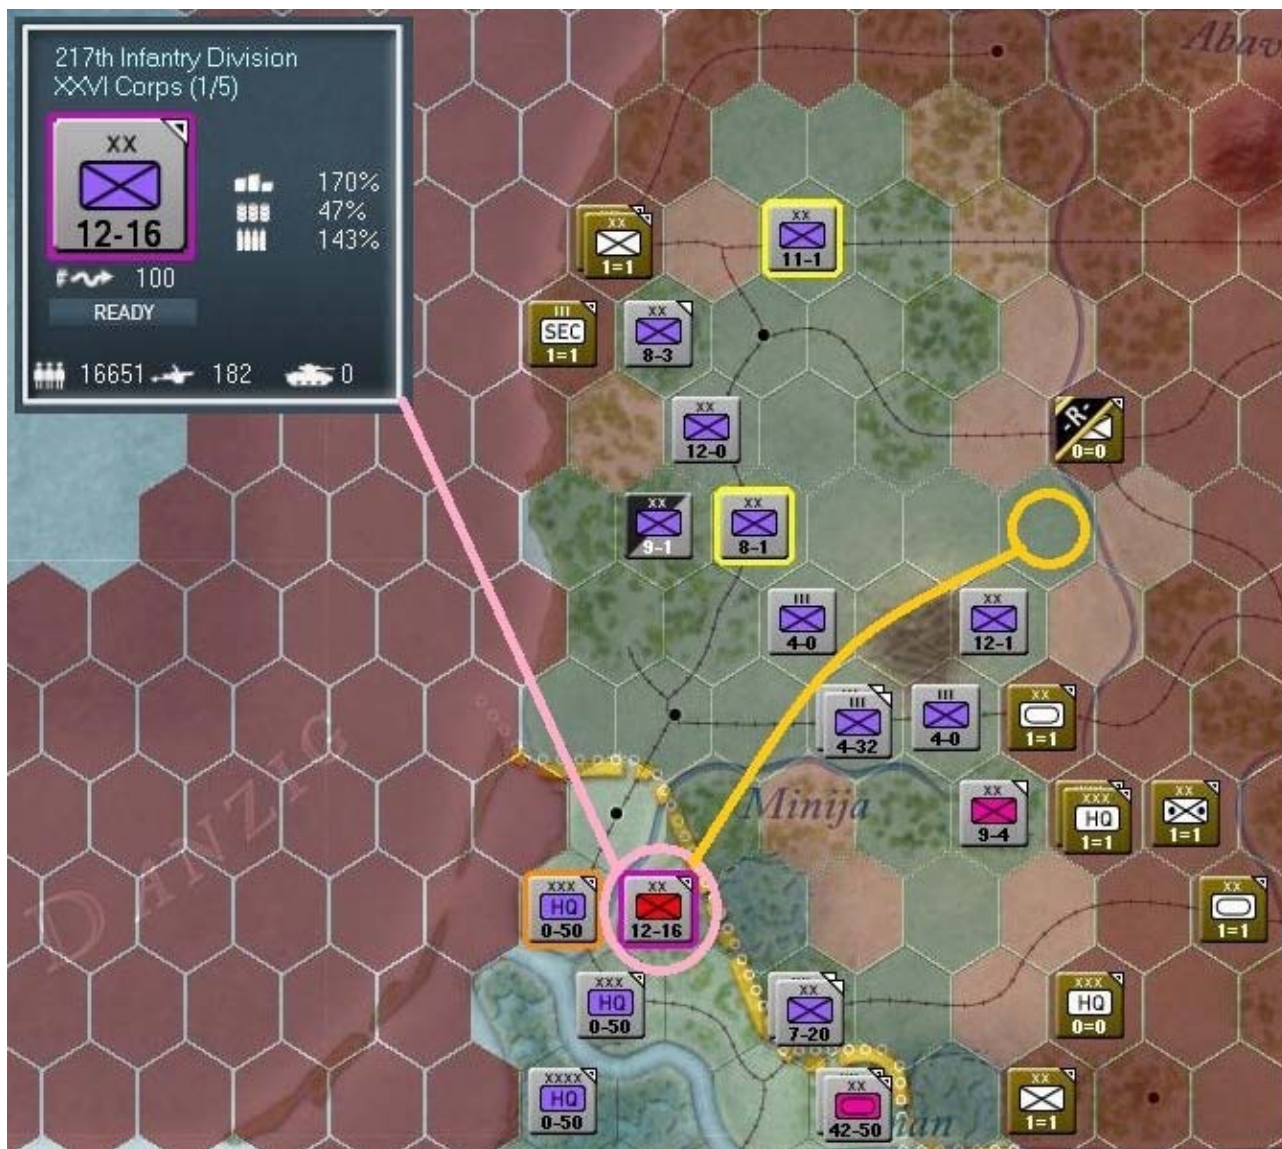 217th Infantry Division
XXVI Corps (1/5)
XX
12-16
170%
47%
143%
100
READY
16651
182
0
Abav
XX
1=1
XX
11-1
III
SEC
1=1
XX
8-3
XX
12-0
-R-
0=0
XX
9-1
XX
8-1
III
4-0
XX
12-1
III
4-32
III
4-0
XX
1=1
DANZIG
Minija
XX
9-4
XXX
HQ
1=1
XX
1=1
XXX
HQ
0-50
XX
12-16
XX
1=1
XXX
HQ
0-50
XX
7-20
XXX
HQ
0=0
XXXX
HQ
0-50
XX
42-50
man
XX
1=1